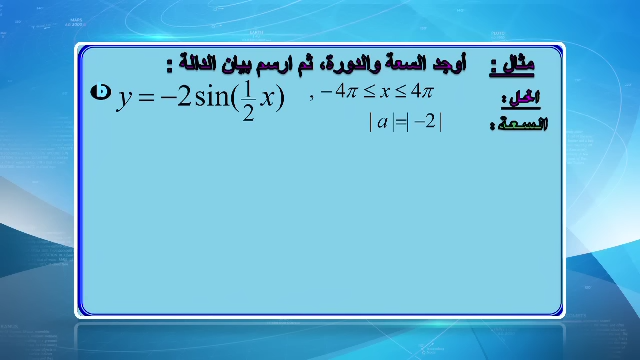 مثال : أوجد السعة والدورة، ثم ارسم بيان الدالة :
b y = −2 sin(1/2 x) , −4π ≤ x ≤ 4π
الحل :
السعة : |a|=|−2|